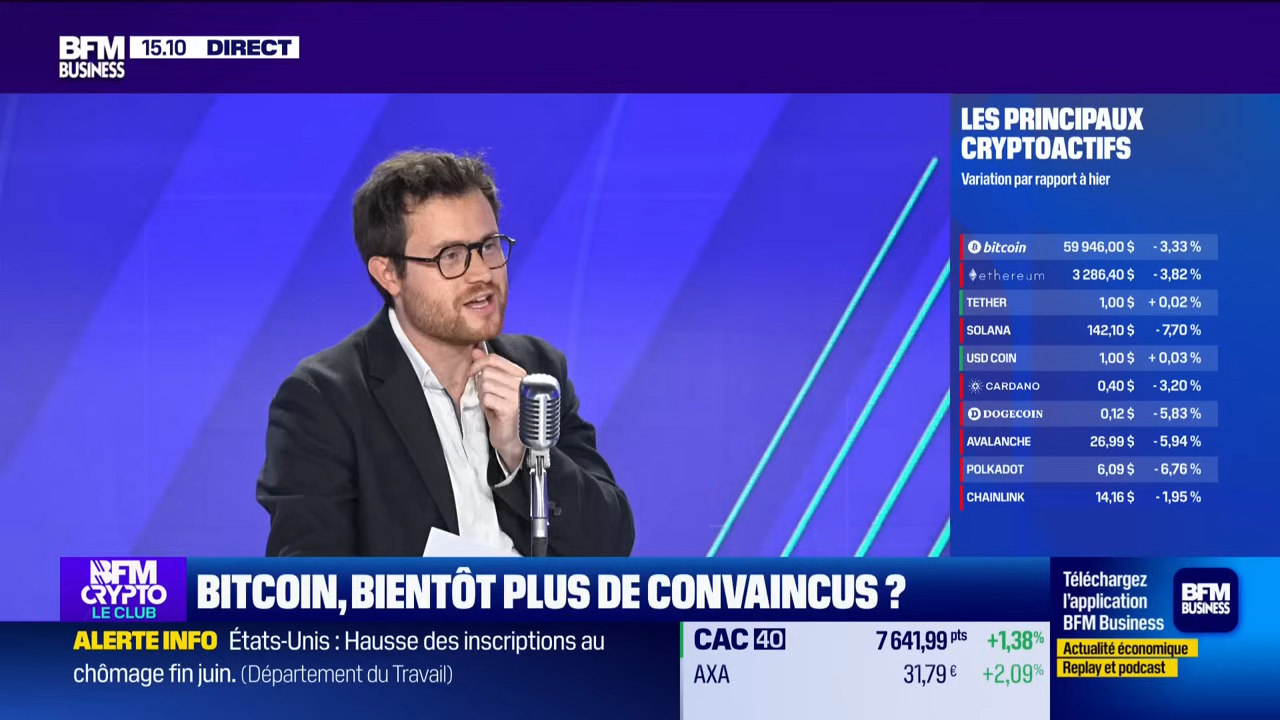 BFM
BUSINESS
15.10 DIRECT
LES PRINCIPAUX
CRYPTOACTIFS
Variation par rapport à hier
bitcoin 59 946,00 $ - 3,33 %
ethereum 3 286,40 $ - 3,82 %
TETHER 1,00 $ + 0,02 %
SOLANA 142,10 $ - 7,70 %
USD COIN 1,00 $ + 0,03 %
CARDANO 0,40 $ - 3,20 %
DOGECOIN 0,12 $ - 5,83 %
AVALANCHE 26,99 $ - 5,94 %
POLKADOT 6,09 $ - 6,76 %
CHAINLINK 14,16 $ - 1,95 %
BFM
CRYPTO
LE CLUB
BITCOIN, BIENTÔT PLUS DE CONVAINCUS ?
ALERTE INFO États-Unis : Hausse des inscriptions au
chômage fin juin. (Département du Travail)
CAC 40 7 641,99 pts +1,38%
AXA 31,79 € +2,09%
Téléchargez
l'application
BFM Business
BFM
BUSINESS
Actualité économique
Replay et podcast